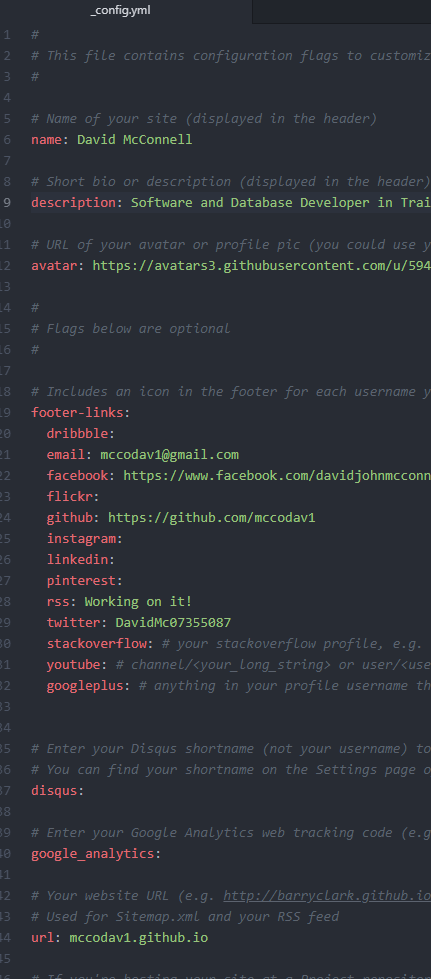 _config.yml
1 #
2 # This file contains configuration flags to customiz
3 #
4
5 # Name of your site (displayed in the header)
6 name: David McConnell
7
8 # Short bio or description (displayed in the header)
9 description: Software and Database Developer in Trai
10
11 # URL of your avatar or profile pic (you could use y
12 avatar: https://avatars3.githubusercontent.com/u/594
13
14 #
15 # Flags below are optional
16 #
17
18 # Includes an icon in the footer for each username y
19 footer-links:
20 dribbble:
21 email: mccodav1@gmail.com
22 facebook: https://www.facebook.com/davidjohnmcconn
23 flickr:
24 github: https://github.com/mccodav1
25 instagram:
26 linkedin:
27 pinterest:
28 rss: Working on it!
29 twitter: DavidMc07355087
30 stackoverflow: # your stackoverflow profile, e.g.
31 youtube: # channel/<your_long_string> or user/<use
32 googleplus: # anything in your profile username th
33
34
35 # Enter your Disqus shortname (not your username) to
36 # You can find your shortname on the Settings page o
37 disqus:
38
39 # Enter your Google Analytics web tracking code (e.g
40 google_analytics:
41
42 # Your website URL (e.g. http://barryclark.github.io
43 # Used for Sitemap.xml and your RSS feed
44 url: mccodav1.github.io
45
46 # If you're hosting your site at a Project repositor